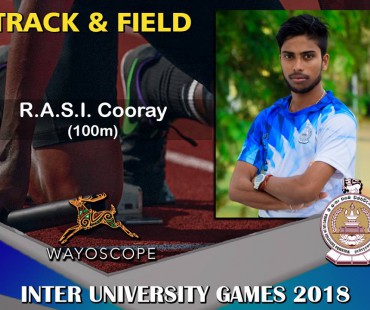 TRACK & FIELD
R.A.S.I. Cooray
(100m)
WAYOSCOPE
INTER UNIVERSITY GAMES 2018